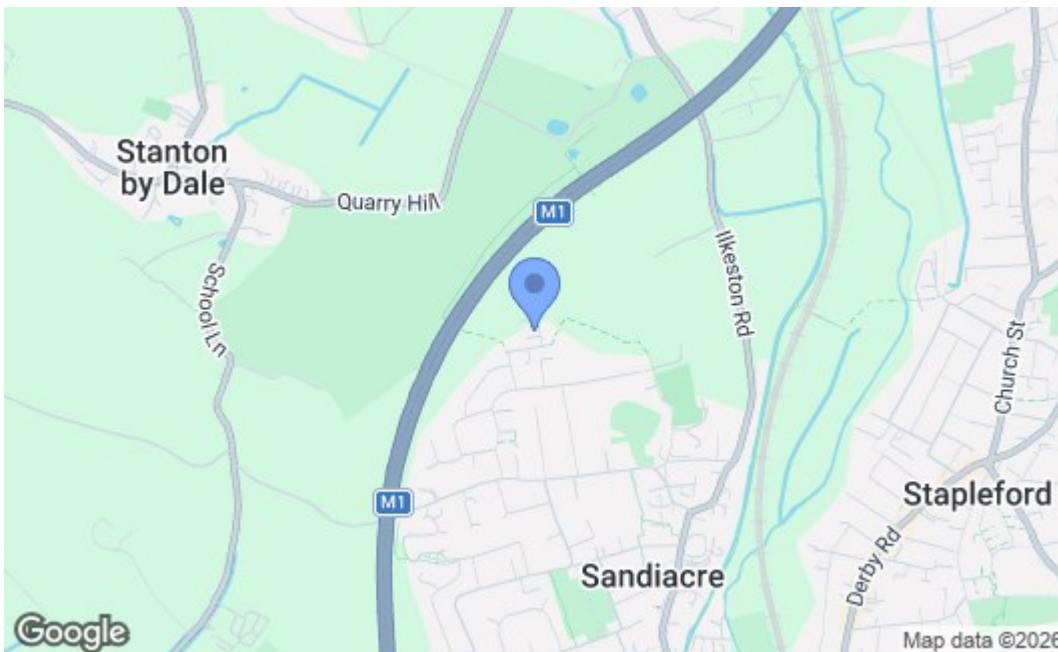 Stanton
by Dale
Quarry Hill
M1
Ilkeston Rd
School Ln
Church St
M1
Stapleford
Derby Rd
Sandiacre
Google
Map data ©2026